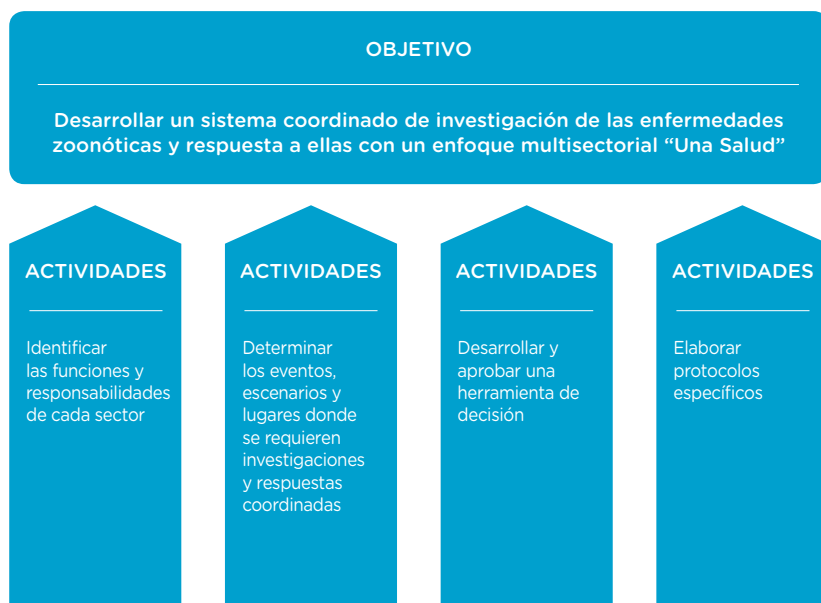 OBJETIVO
Desarrollar un sistema coordinado de investigación de las enfermedades
zoonóticas y respuesta a ellas con un enfoque multisectorial “Una Salud”
ACTIVIDADES
Identificar
las funciones y
responsabilidades
de cada sector
ACTIVIDADES
Determinar
los eventos,
escenarios y
lugares donde
se requieren
investigaciones
y respuestas
coordinadas
ACTIVIDADES
Desarrollar y
aprobar una
herramienta de
decisión
ACTIVIDADES
Elaborar
protocolos
específicos